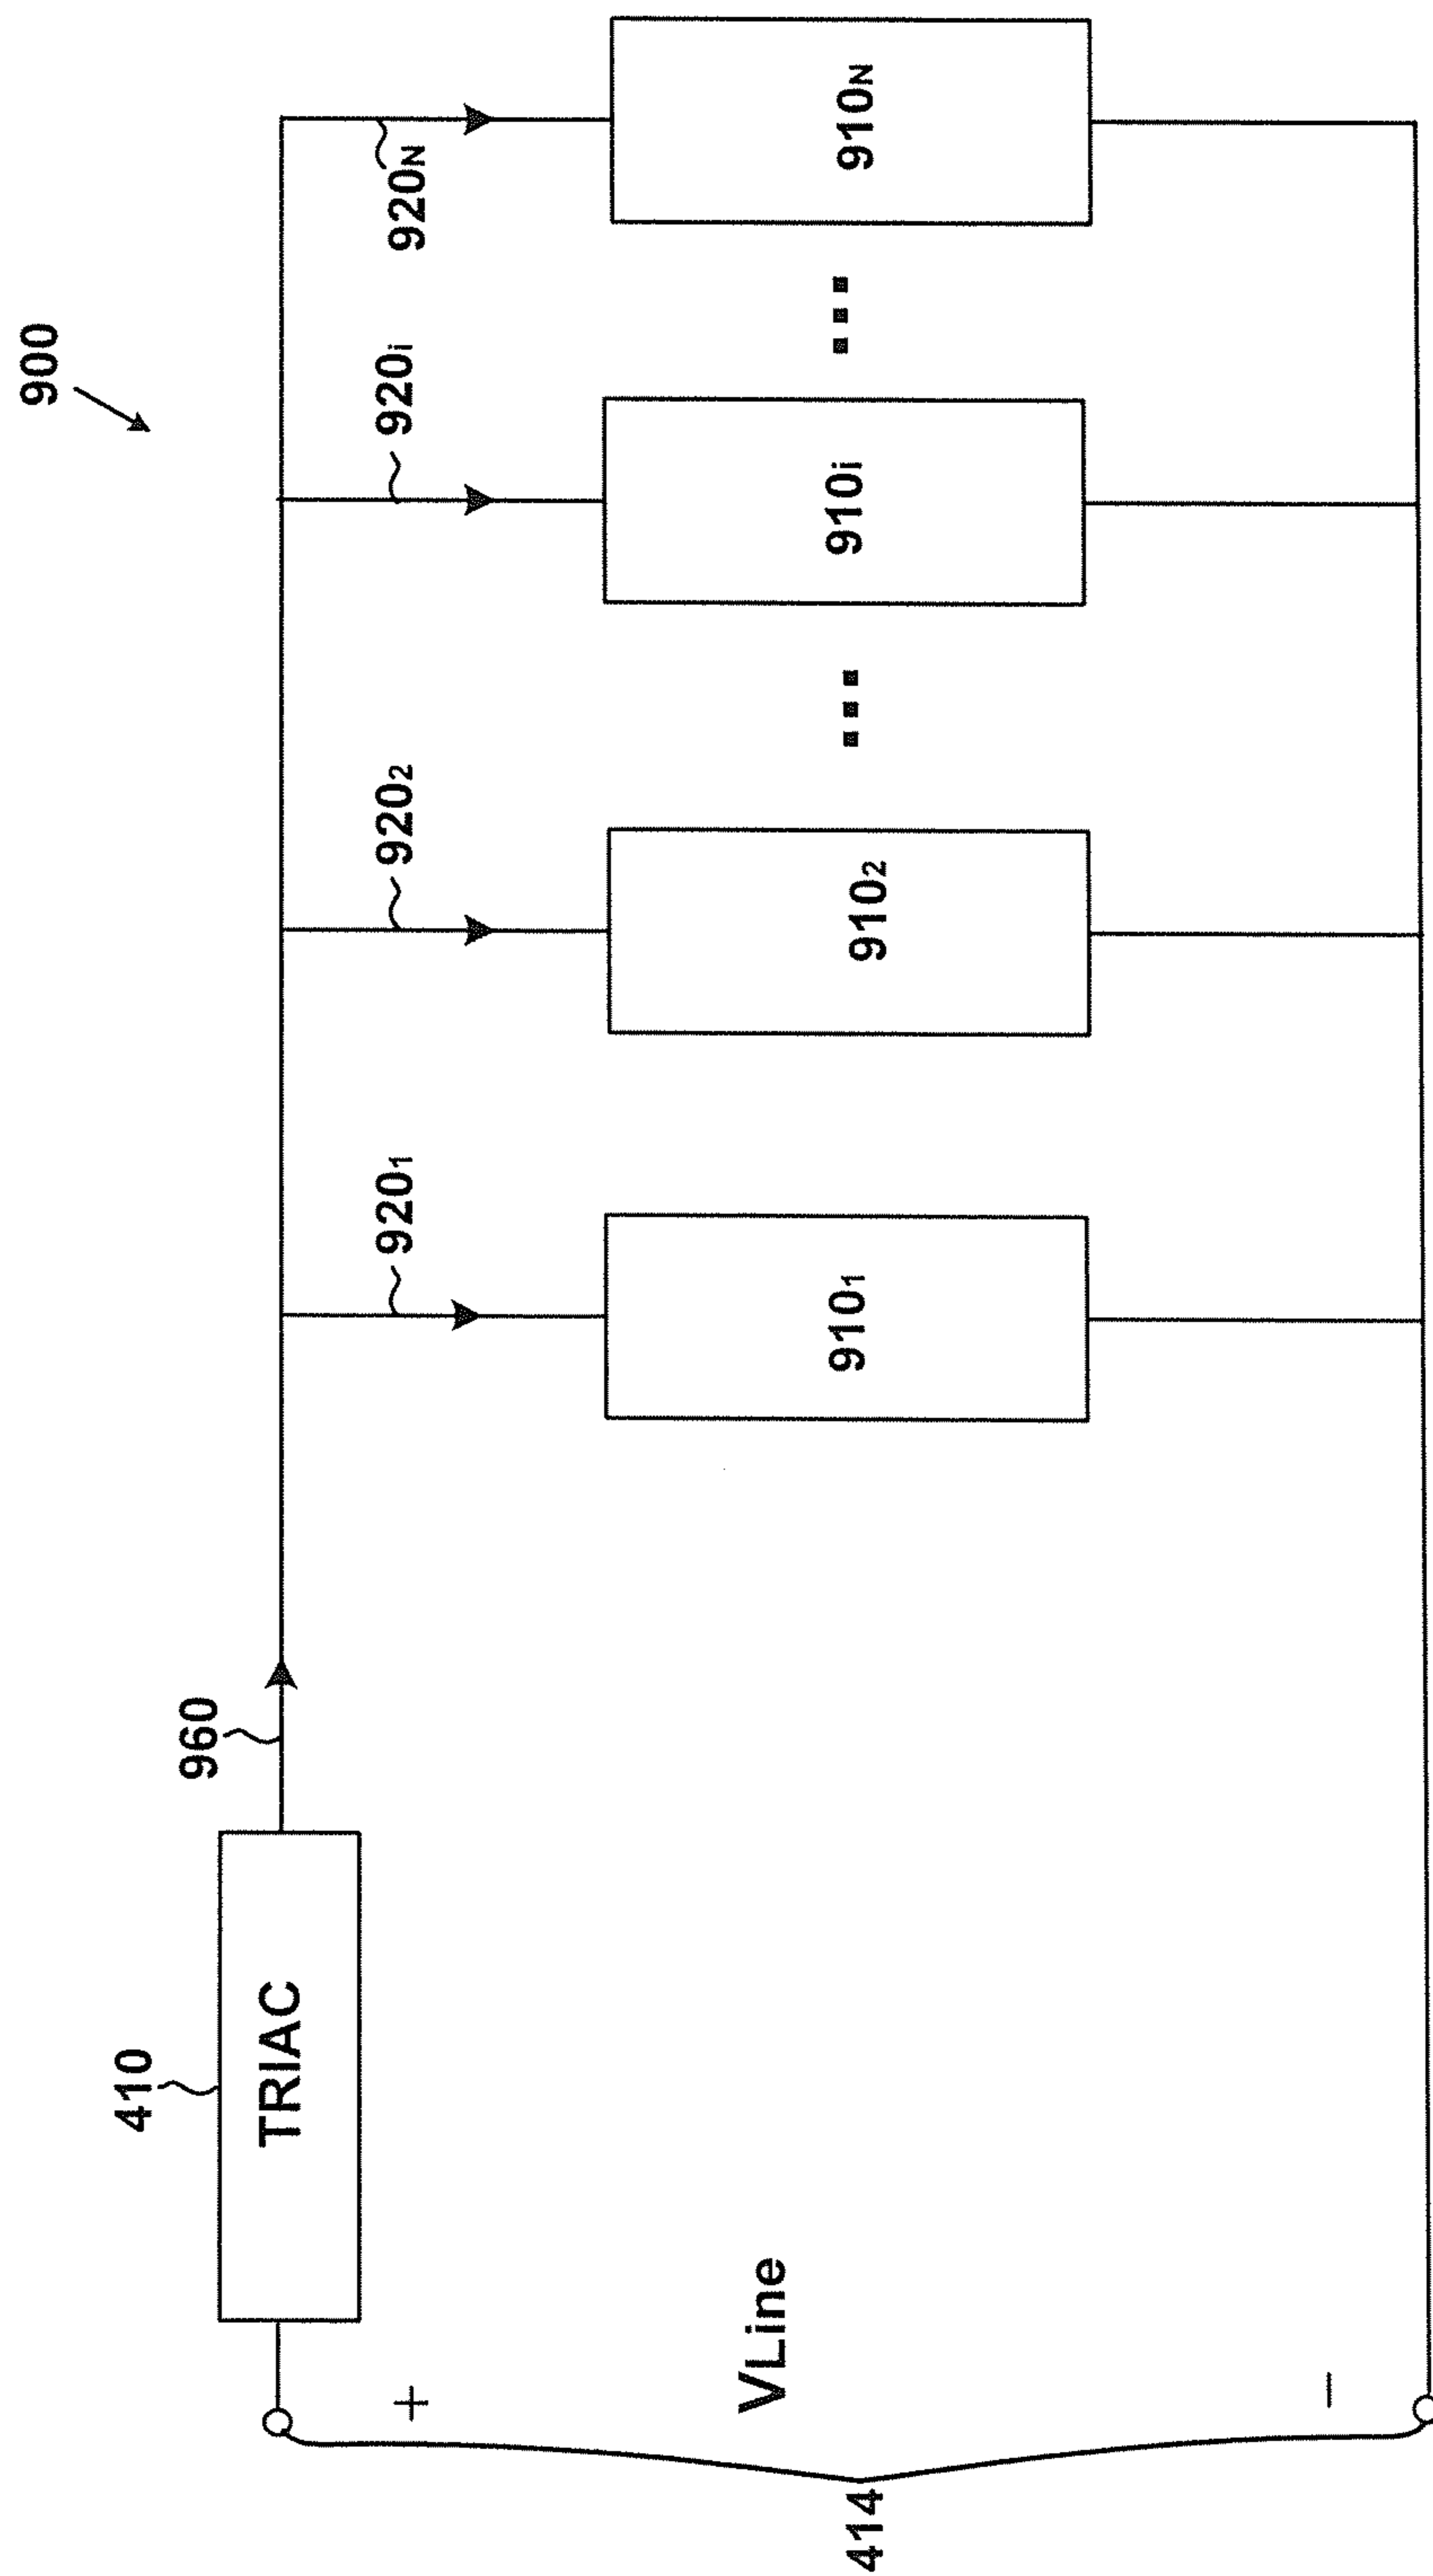 900
410
TRIAC
960
920₁
920₂
920ᵢ
920N
910₁
910₂
...
910ᵢ
...
910N
+
VLine
−
414